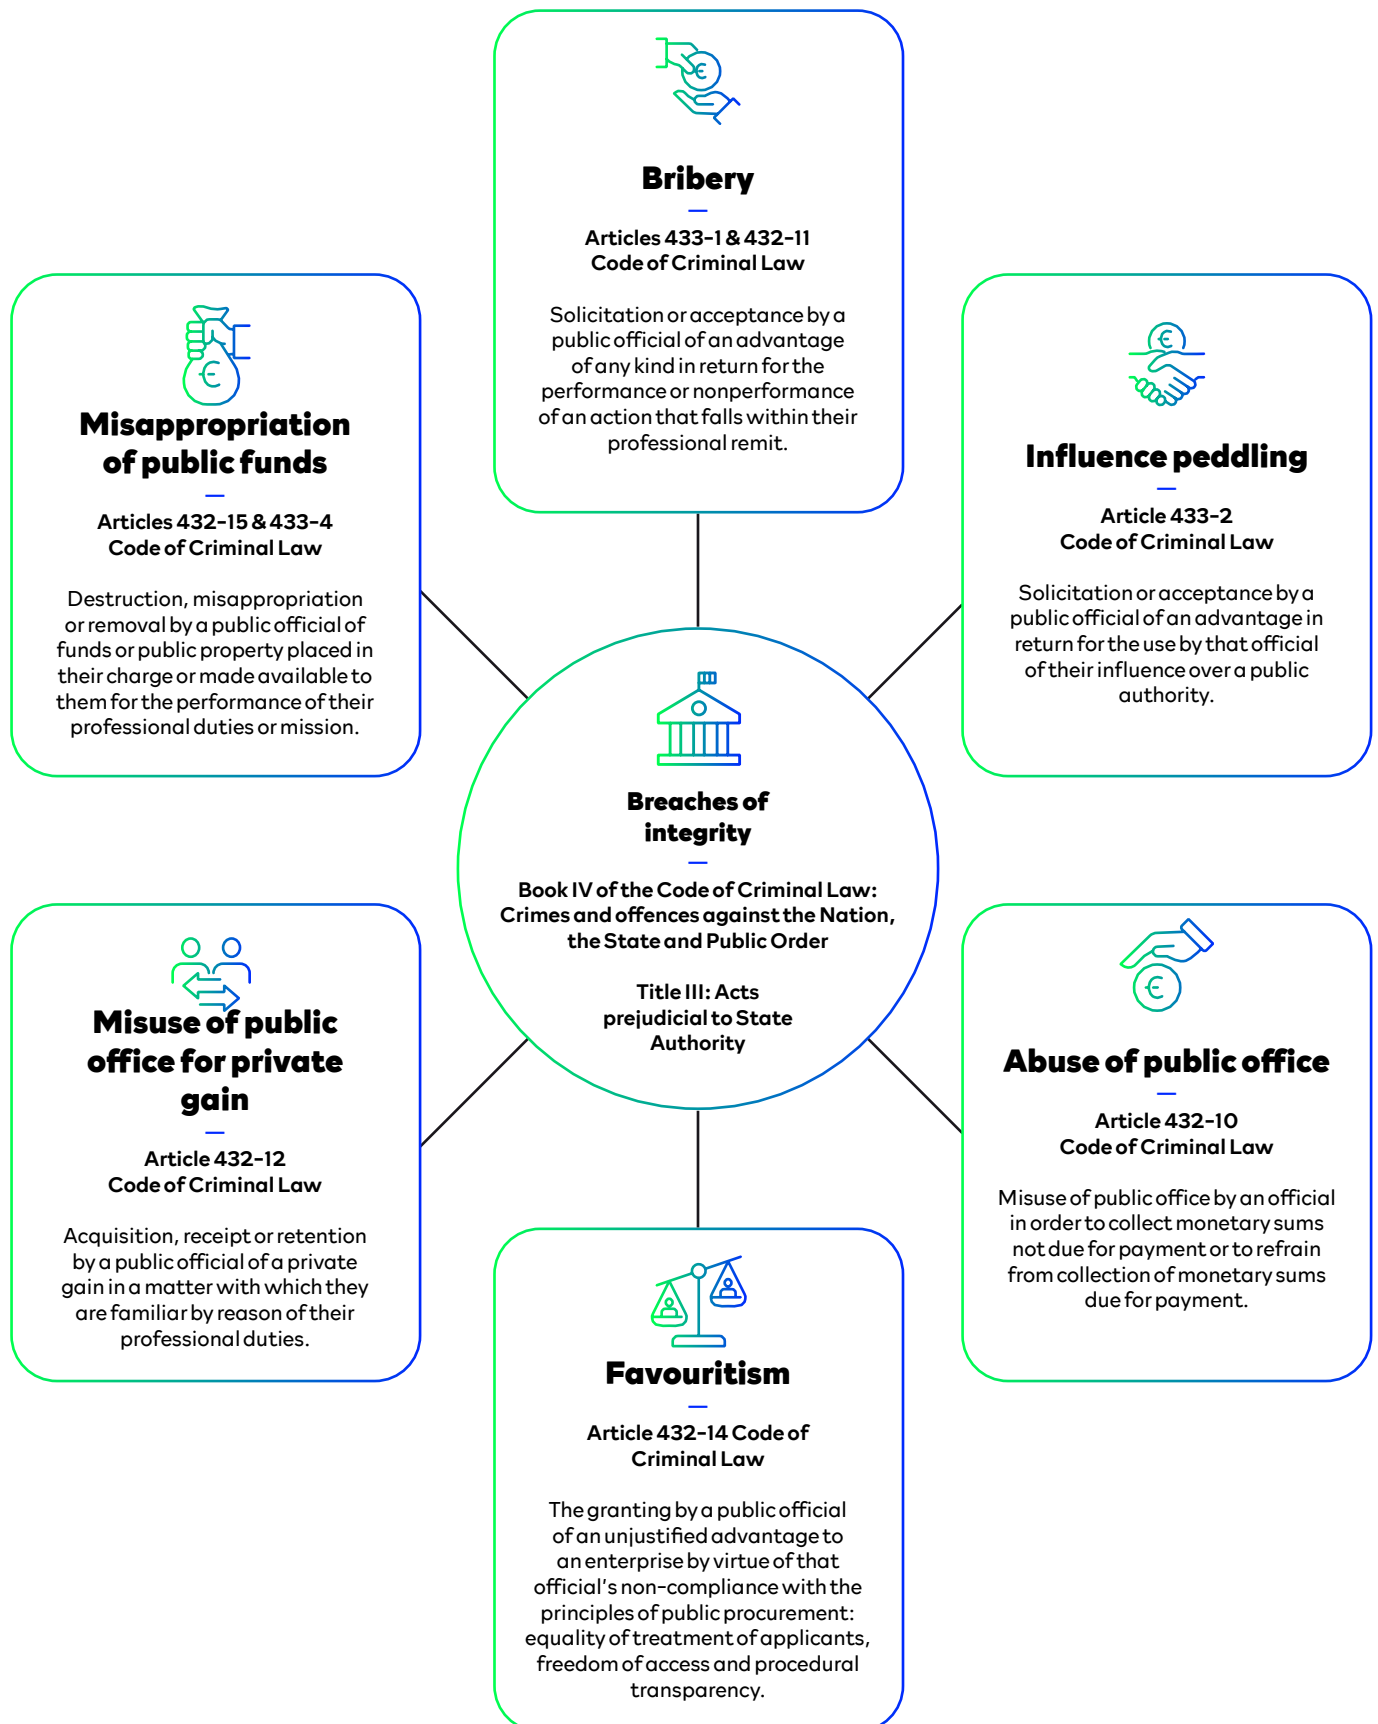 Bribery
Articles 433-1 & 432-11
Code of Criminal Law
Solicitation or acceptance by a
public official of an advantage
of any kind in return for the
performance or nonperformance
of an action that falls within their
professional remit.
Misappropriation
of public funds
Articles 432-15 & 433-4
Code of Criminal Law
Destruction, misappropriation
or removal by a public official of
funds or public property placed in
their charge or made available to
them for the performance of their
professional duties or mission.
Influence peddling
Article 433-2
Code of Criminal Law
Solicitation or acceptance by a
public official of an advantage in
return for the use by that official
of their influence over a public
authority.
Breaches of
integrity
Book IV of the Code of Criminal Law:
Crimes and offences against the Nation,
the State and Public Order
Title III: Acts
prejudicial to State
Authority
Misuse of public
office for private
gain
Article 432-12
Code of Criminal Law
Acquisition, receipt or retention
by a public official of a private
gain in a matter with which they
are familiar by reason of their
professional duties.
Abuse of public office
Article 432-10
Code of Criminal Law
Misuse of public office by an official
in order to collect monetary sums
not due for payment or to refrain
from collection of monetary sums
due for payment.
Favouritism
Article 432-14 Code of
Criminal Law
The granting by a public official
of an unjustified advantage to
an enterprise by virtue of that
official's non-compliance with the
principles of public procurement:
equality of treatment of applicants,
freedom of access and procedural
transparency.